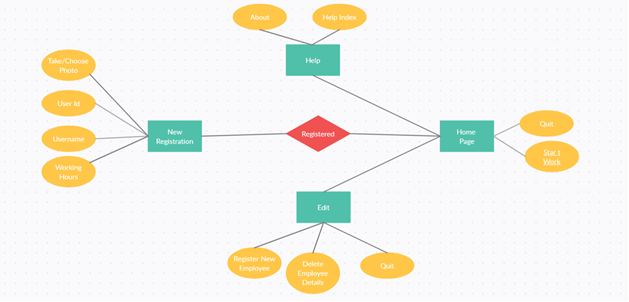 About
Help Index
Help
Take/Choose
Photo
User Id
Username
Working
Hours
New
Registration
Registered
Home
Page
Quit
Start
Work
Edit
Register New
Employee
Delete
Employee
Details
Quit